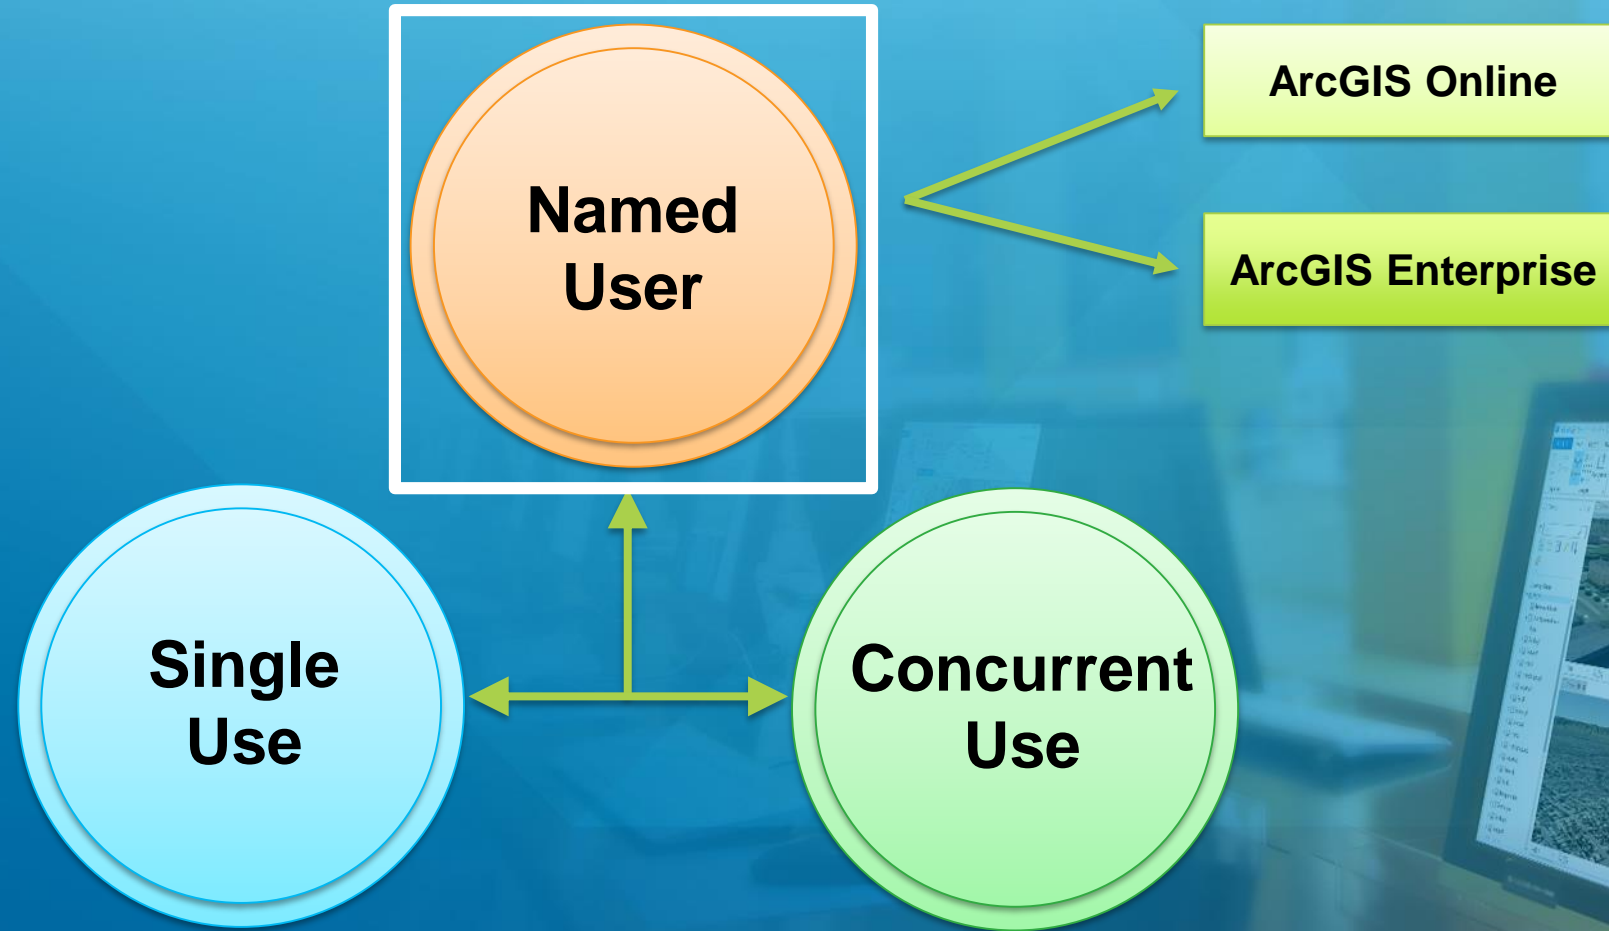 Named
User
ArcGIS Online
ArcGIS Enterprise
Single
Use
Concurrent
Use